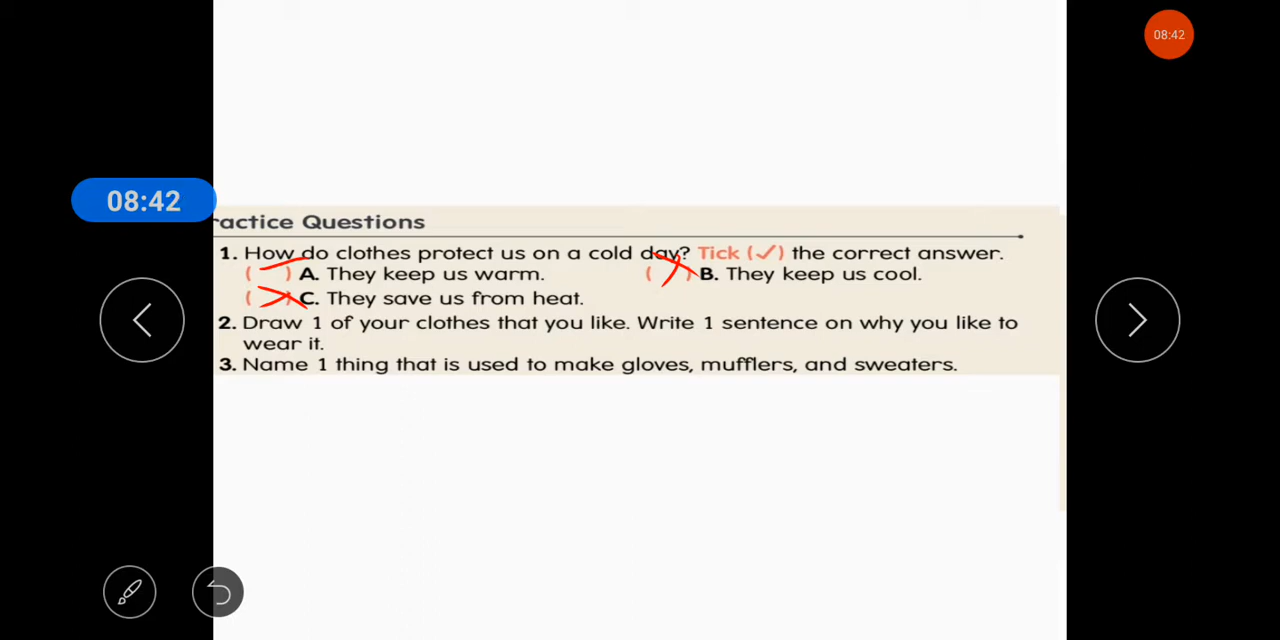 08:42
08:42
ractice Questions
1. How do clothes protect us on a cold day? Tick (✓) the correct answer.
( ) A. They keep us warm. ( ) B. They keep us cool.
( ) C. They save us from heat.
2. Draw 1 of your clothes that you like. Write 1 sentence on why you like to
wear it.
3. Name 1 thing that is used to make gloves, mufflers, and sweaters.